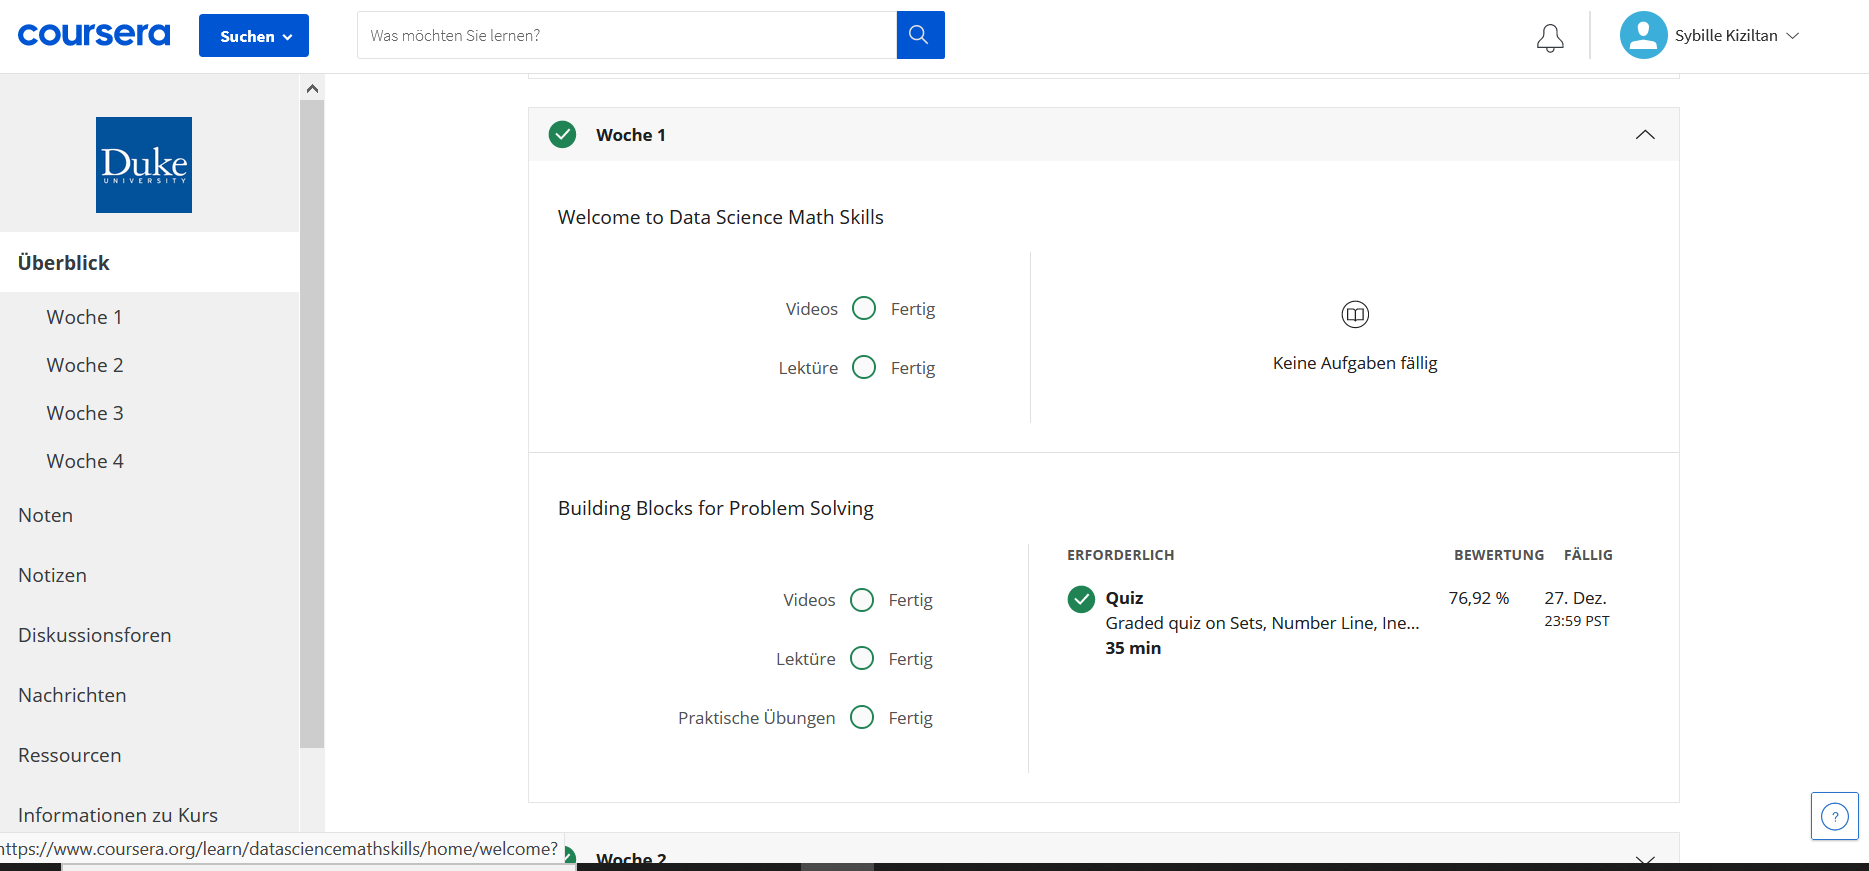 coursera
Suchen
Was möchten Sie lernen?
Sybille Kiziltan
Duke
UNIVERSITY
Überblick
Woche 1
Woche 2
Woche 3
Woche 4
Noten
Notizen
Diskussionsforen
Nachrichten
Ressourcen
Informationen zu Kurs
Woche 1
Welcome to Data Science Math Skills
Videos Fertig
Lektüre Fertig
Keine Aufgaben fällig
Building Blocks for Problem Solving
Videos Fertig
Lektüre Fertig
Praktische Übungen Fertig
ERFORDERLICH BEWERTUNG FÄLLIG
Quiz 76,92 % 27. Dez.
Graded quiz on Sets, Number Line, Ine... 23:59 PST
35 min
?
https://www.coursera.org/learn/datasciencemathskills/home/welcome?
Woche 2